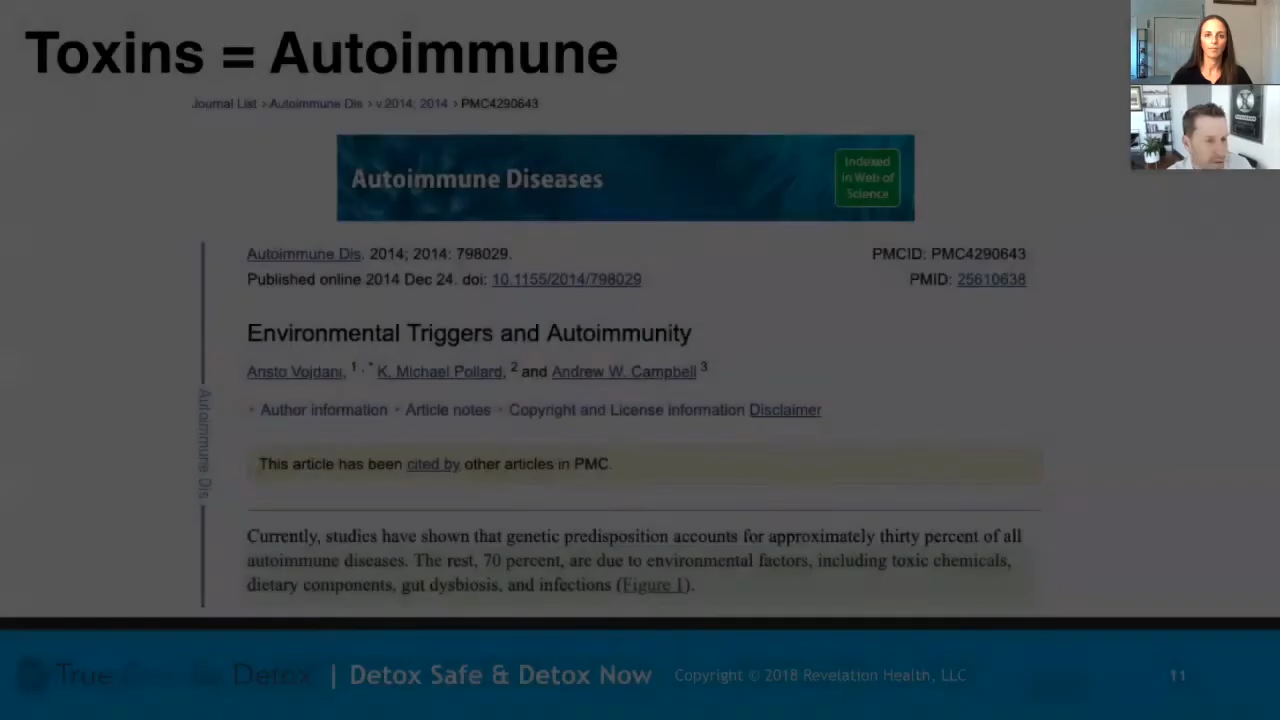 Toxins = Autoimmune
Journal List > Autoimmune Dis > v.2014; 2014 > PMC4290643
Autoimmune Diseases
Indexed
in Web of
Science
Autoimmune Dis. 2014; 2014: 798029.
PMCID: PMC4290643
Published online 2014 Dec 24. doi: 10.1155/2014/798029
PMID: 25610638
Environmental Triggers and Autoimmunity
Aristo Vojdani, 1 , * K. Michael Pollard, 2 and Andrew W. Campbell 3
Author information Article notes Copyright and License information Disclaimer
Autoimmune Dis
This article has been cited by other articles in PMC.
Currently, studies have shown that genetic predisposition accounts for approximately thirty percent of all
autoimmune diseases. The rest, 70 percent, are due to environmental factors, including toxic chemicals,
dietary components, gut dysbiosis, and infections (Figure 1).
True Detox | Detox Safe & Detox Now Copyright © 2018 Revelation Health, LLC 11